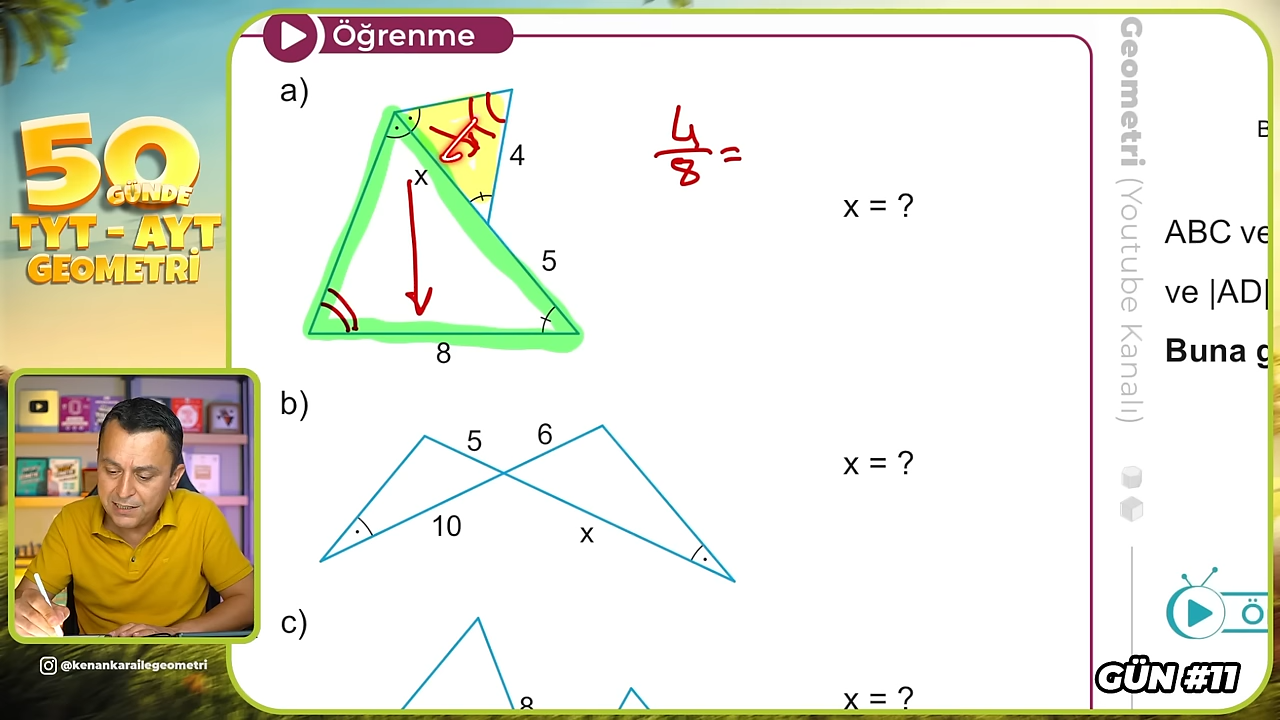 Öğrenme
50
GÜNDE
TYT - AYT
GEOMETRİ
a)
4
x
5
8
4
8 =
x = ?
b)
5
6
10
x
x = ?
c)
8
x = ?
Geometri (Youtube Kanalı)
B
ABC ve
ve |AD|
Buna g
Ö
GÜN #11
@kenankarailegeometri